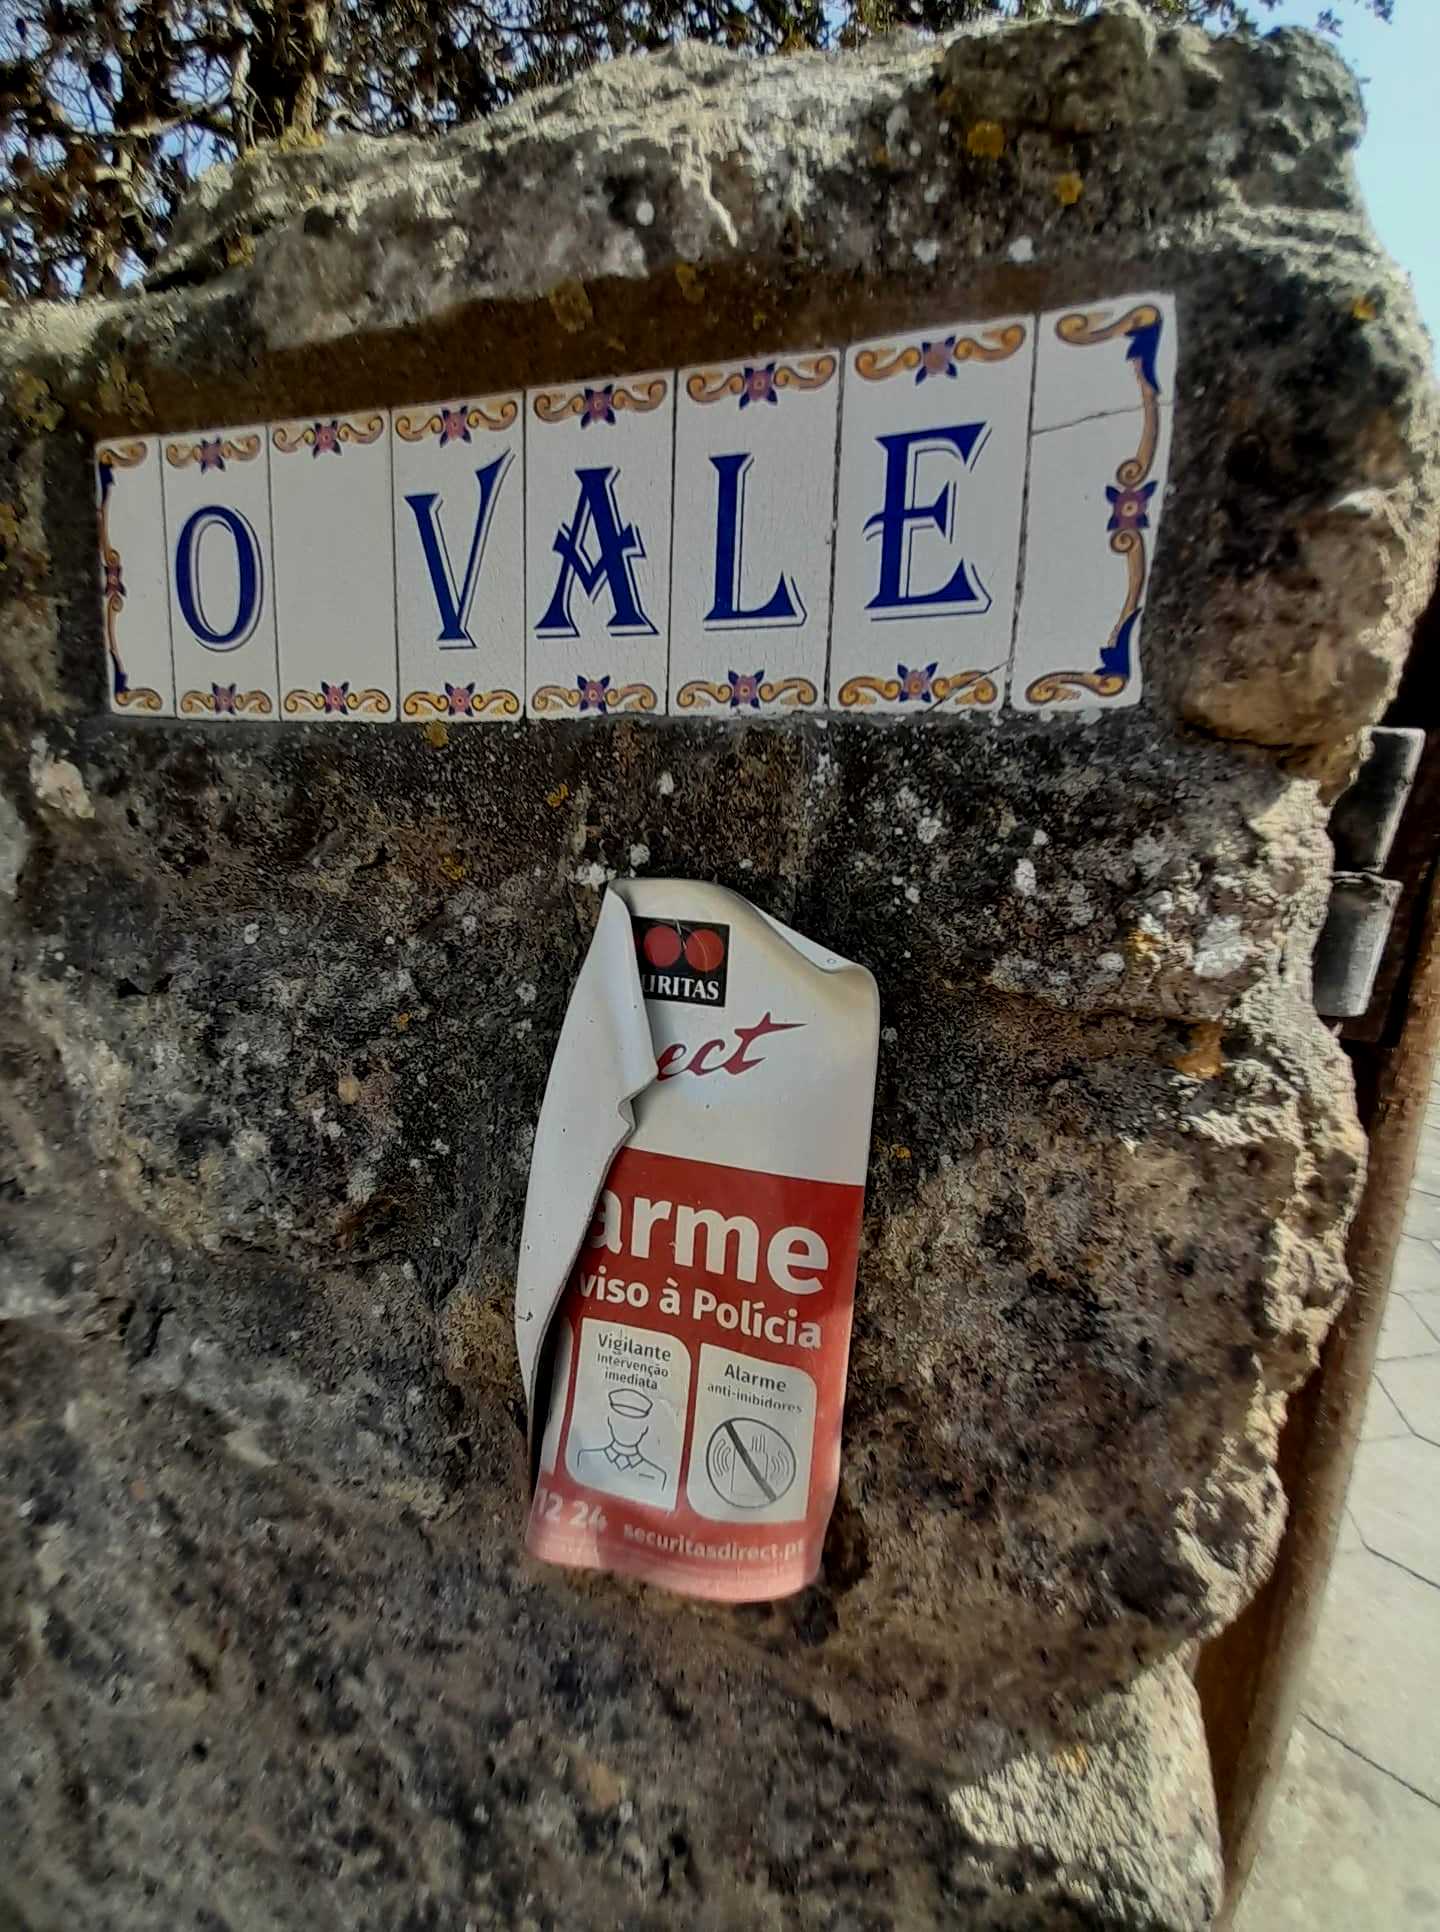 O VALE
URITAS
ect
arme
viso à Polícia
Vigilante
Intervenção
imediata
Alarme
anti-inibidores
12 24 securitasdirect.pt